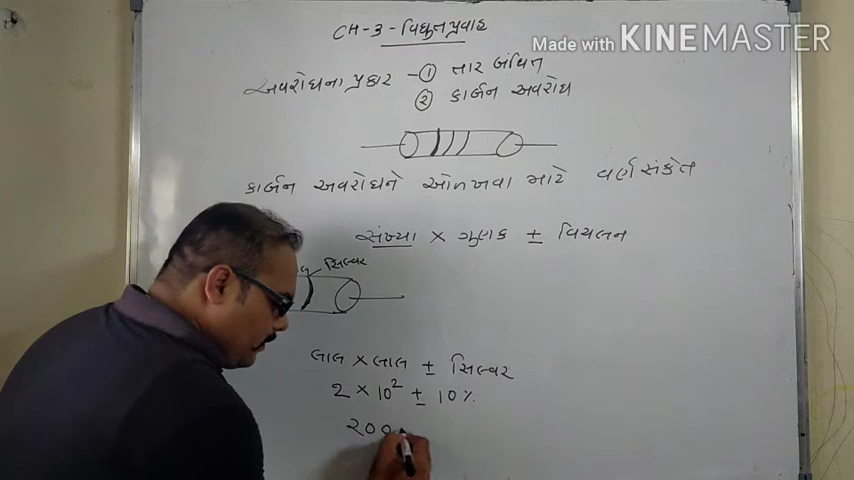 CH-3-વિદ્યુતપ્રવાહ
Made with KINEMASTER
અવરોધના પ્રકાર - ① તાર બંધિત
② કાર્બન અવરોધ
કાર્બન અવરોધને ઓળખવા માટે વર્ણ સંકેત
સંખ્યા × ગુણક ± વિચલન
સિલ્વર
લાલ × લાલ ± સિલ્વર
2 × 10² ± 10%
200